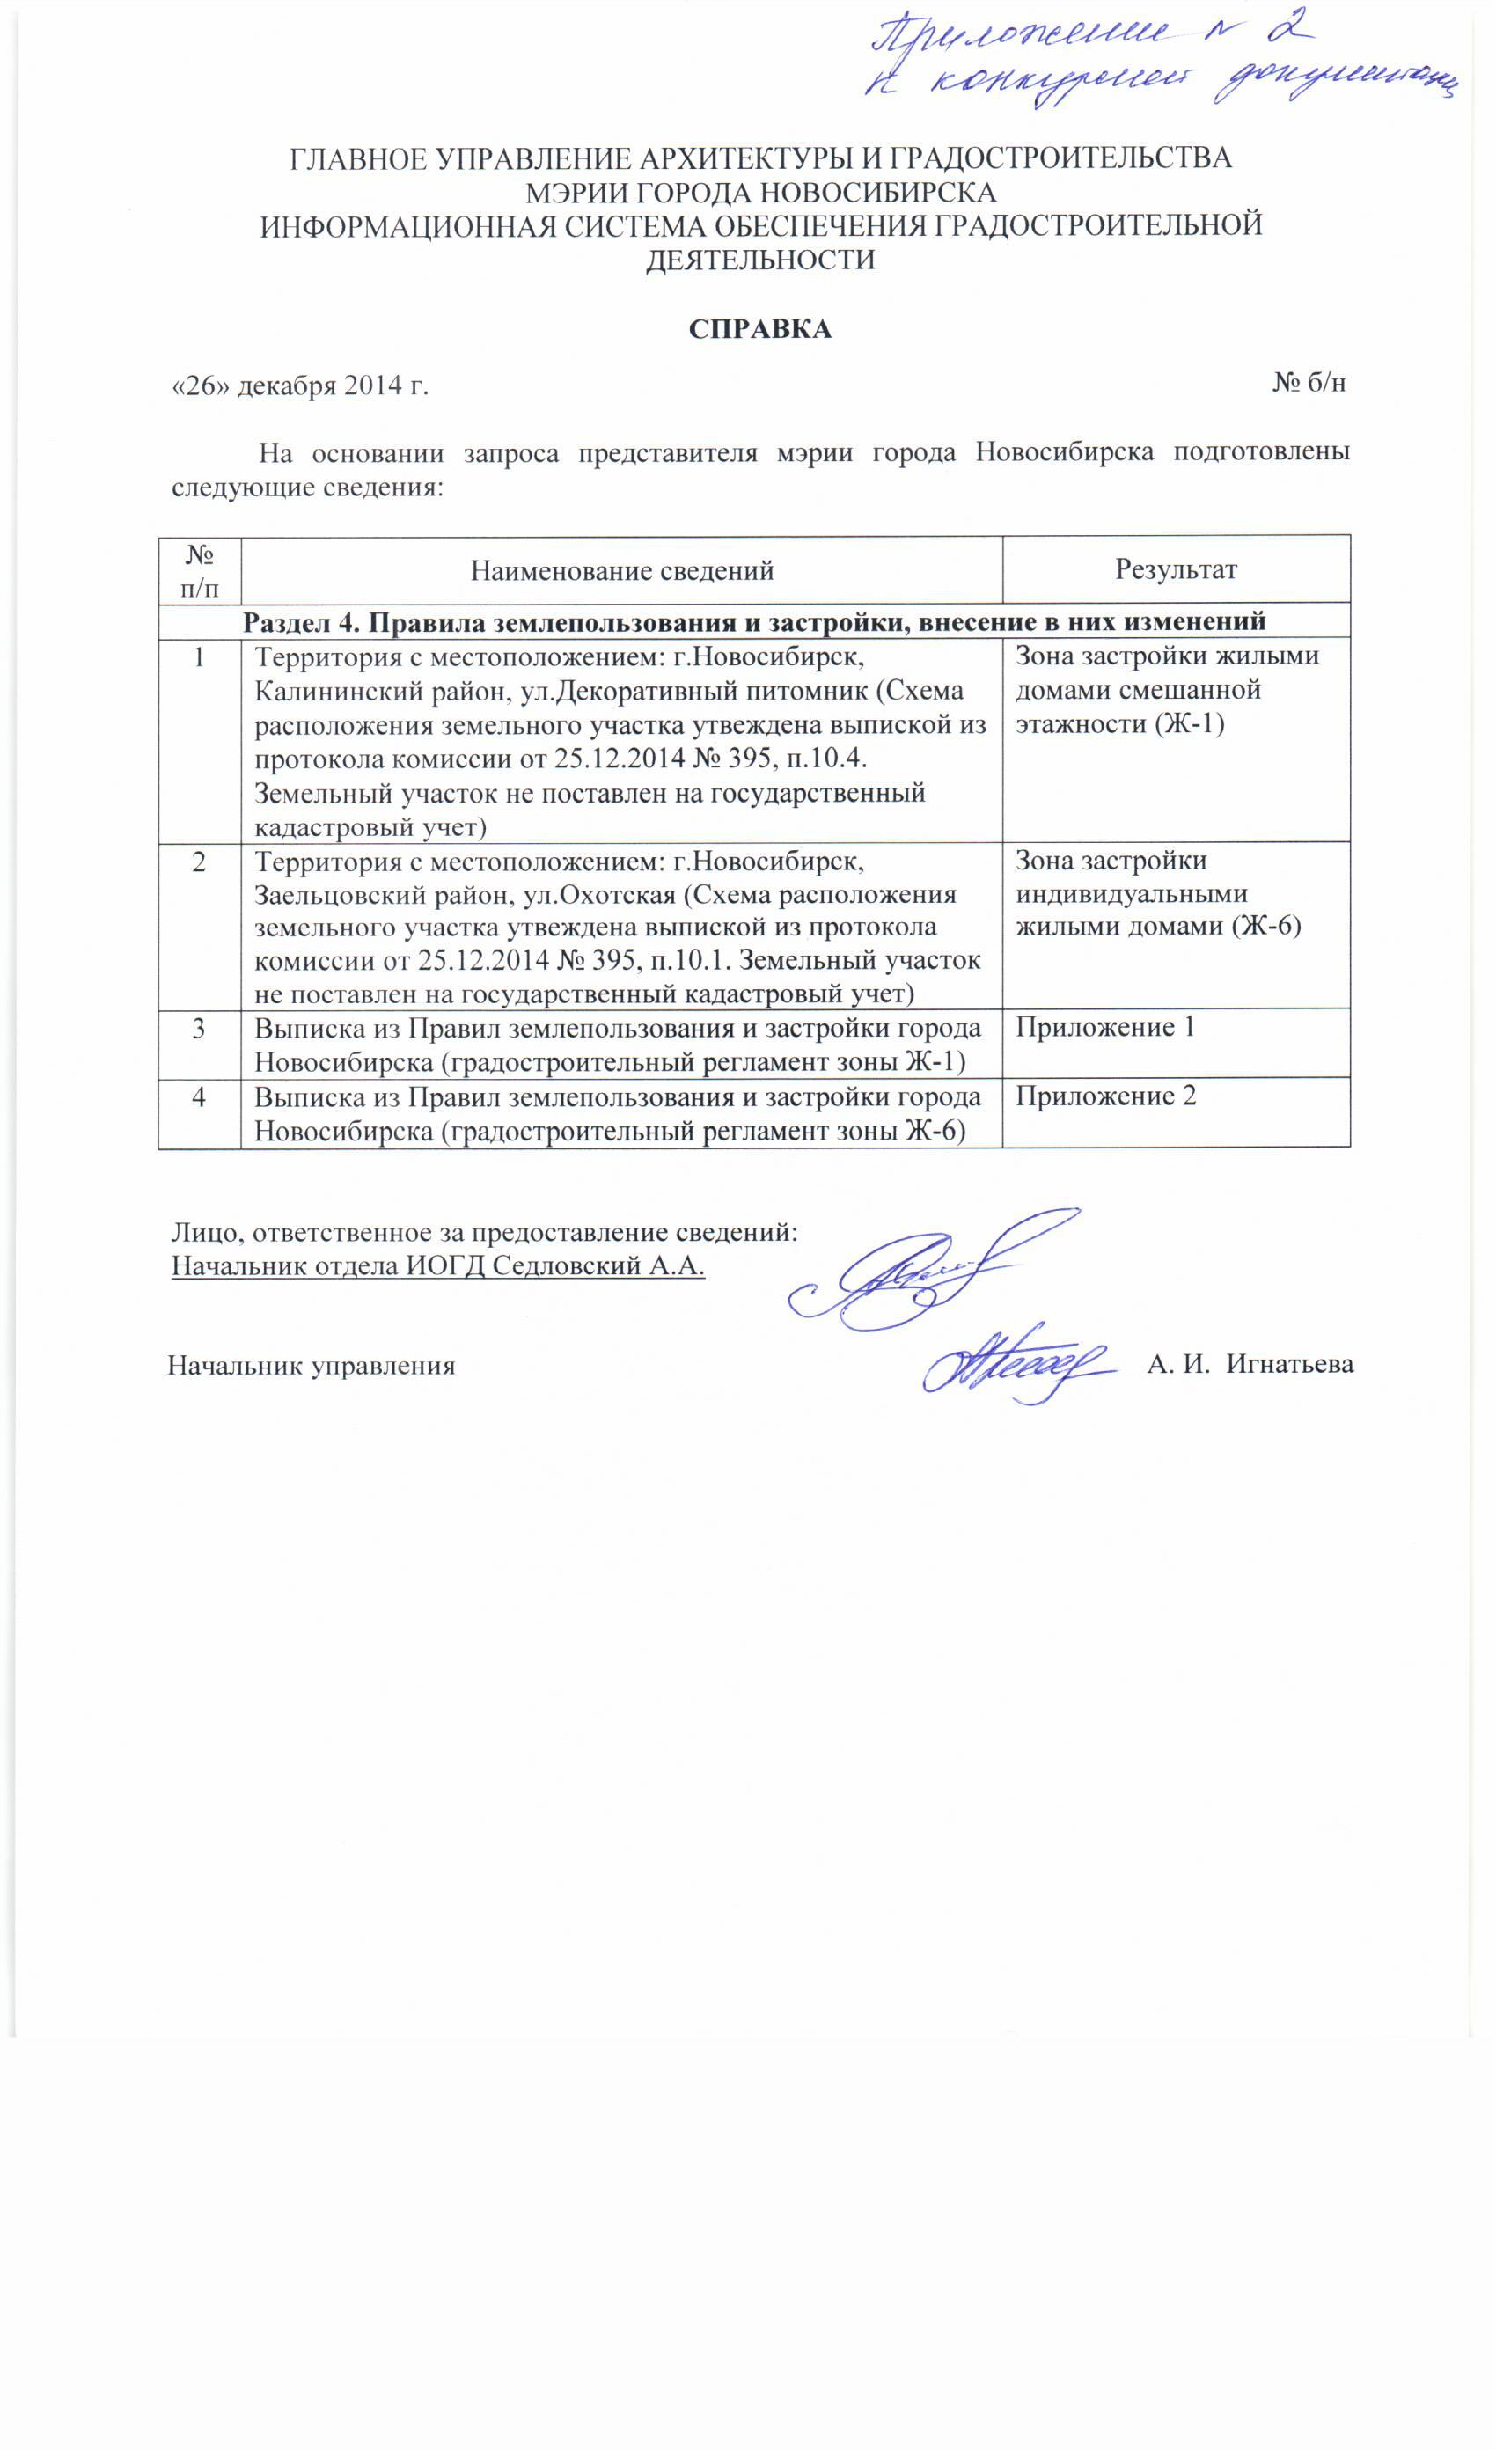 Приложение № 2
к конкурсной документации
ГЛАВНОЕ УПРАВЛЕНИЕ АРХИТЕКТУРЫ И ГРАДОСТРОИТЕЛЬСТВА
МЭРИИ ГОРОДА НОВОСИБИРСКА
ИНФОРМАЦИОННАЯ СИСТЕМА ОБЕСПЕЧЕНИЯ ГРАДОСТРОИТЕЛЬНОЙ
ДЕЯТЕЛЬНОСТИ
СПРАВКА
«26» декабря 2014 г. № б/н
На основании запроса представителя мэрии города Новосибирска подготовлены
следующие сведения:
№
п/п
Наименование сведений
Результат
Раздел 4. Правила землепользования и застройки, внесение в них изменений
1
Территория с местоположением: г.Новосибирск,
Калининский район, ул.Декоративный питомник (Схема
расположения земельного участка утвеждена выпиской из
протокола комиссии от 25.12.2014 № 395, п.10.4.
Земельный участок не поставлен на государственный
кадастровый учет)
Зона застройки жилыми
домами смешанной
этажности (Ж-1)
2
Территория с местоположением: г.Новосибирск,
Заельцовский район, ул.Охотская (Схема расположения
земельного участка утвеждена выпиской из протокола
комиссии от 25.12.2014 № 395, п.10.1. Земельный участок
не поставлен на государственный кадастровый учет)
Зона застройки
индивидуальными
жилыми домами (Ж-6)
3
Выписка из Правил землепользования и застройки города
Новосибирска (градостроительный регламент зоны Ж-1)
Приложение 1
4
Выписка из Правил землепользования и застройки города
Новосибирска (градостроительный регламент зоны Ж-6)
Приложение 2
Лицо, ответственное за предоставление сведений:
Начальник отдела ИОГД Седловский А.А.
Начальник управления А. И. Игнатьева